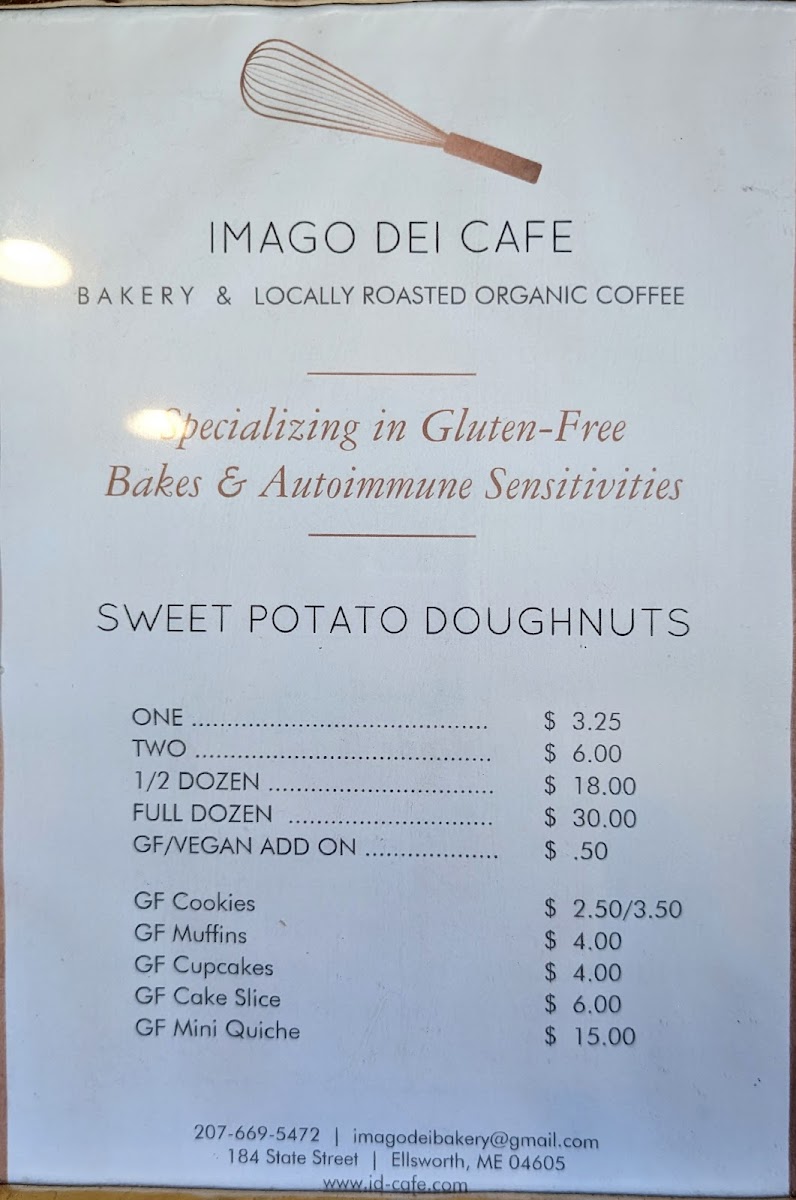 IMAGO DEI CAFE
BAKERY & LOCALLY ROASTED ORGANIC COFFEE
Specializing in Gluten-Free
Bakes & Autoimmune Sensitivities
SWEET POTATO DOUGHNUTS
ONE .......................................... $ 3.25
TWO .......................................... $ 6.00
1/2 DOZEN ................................ $ 18.00
FULL DOZEN ............................. $ 30.00
GF/VEGAN ADD ON ................... $ .50
GF Cookies $ 2.50/3.50
GF Muffins $ 4.00
GF Cupcakes $ 4.00
GF Cake Slice $ 6.00
GF Mini Quiche $ 15.00
207-669-5472 | imagodeibakery@gmail.com
184 State Street | Ellsworth, ME 04605
www.id-cafe.com